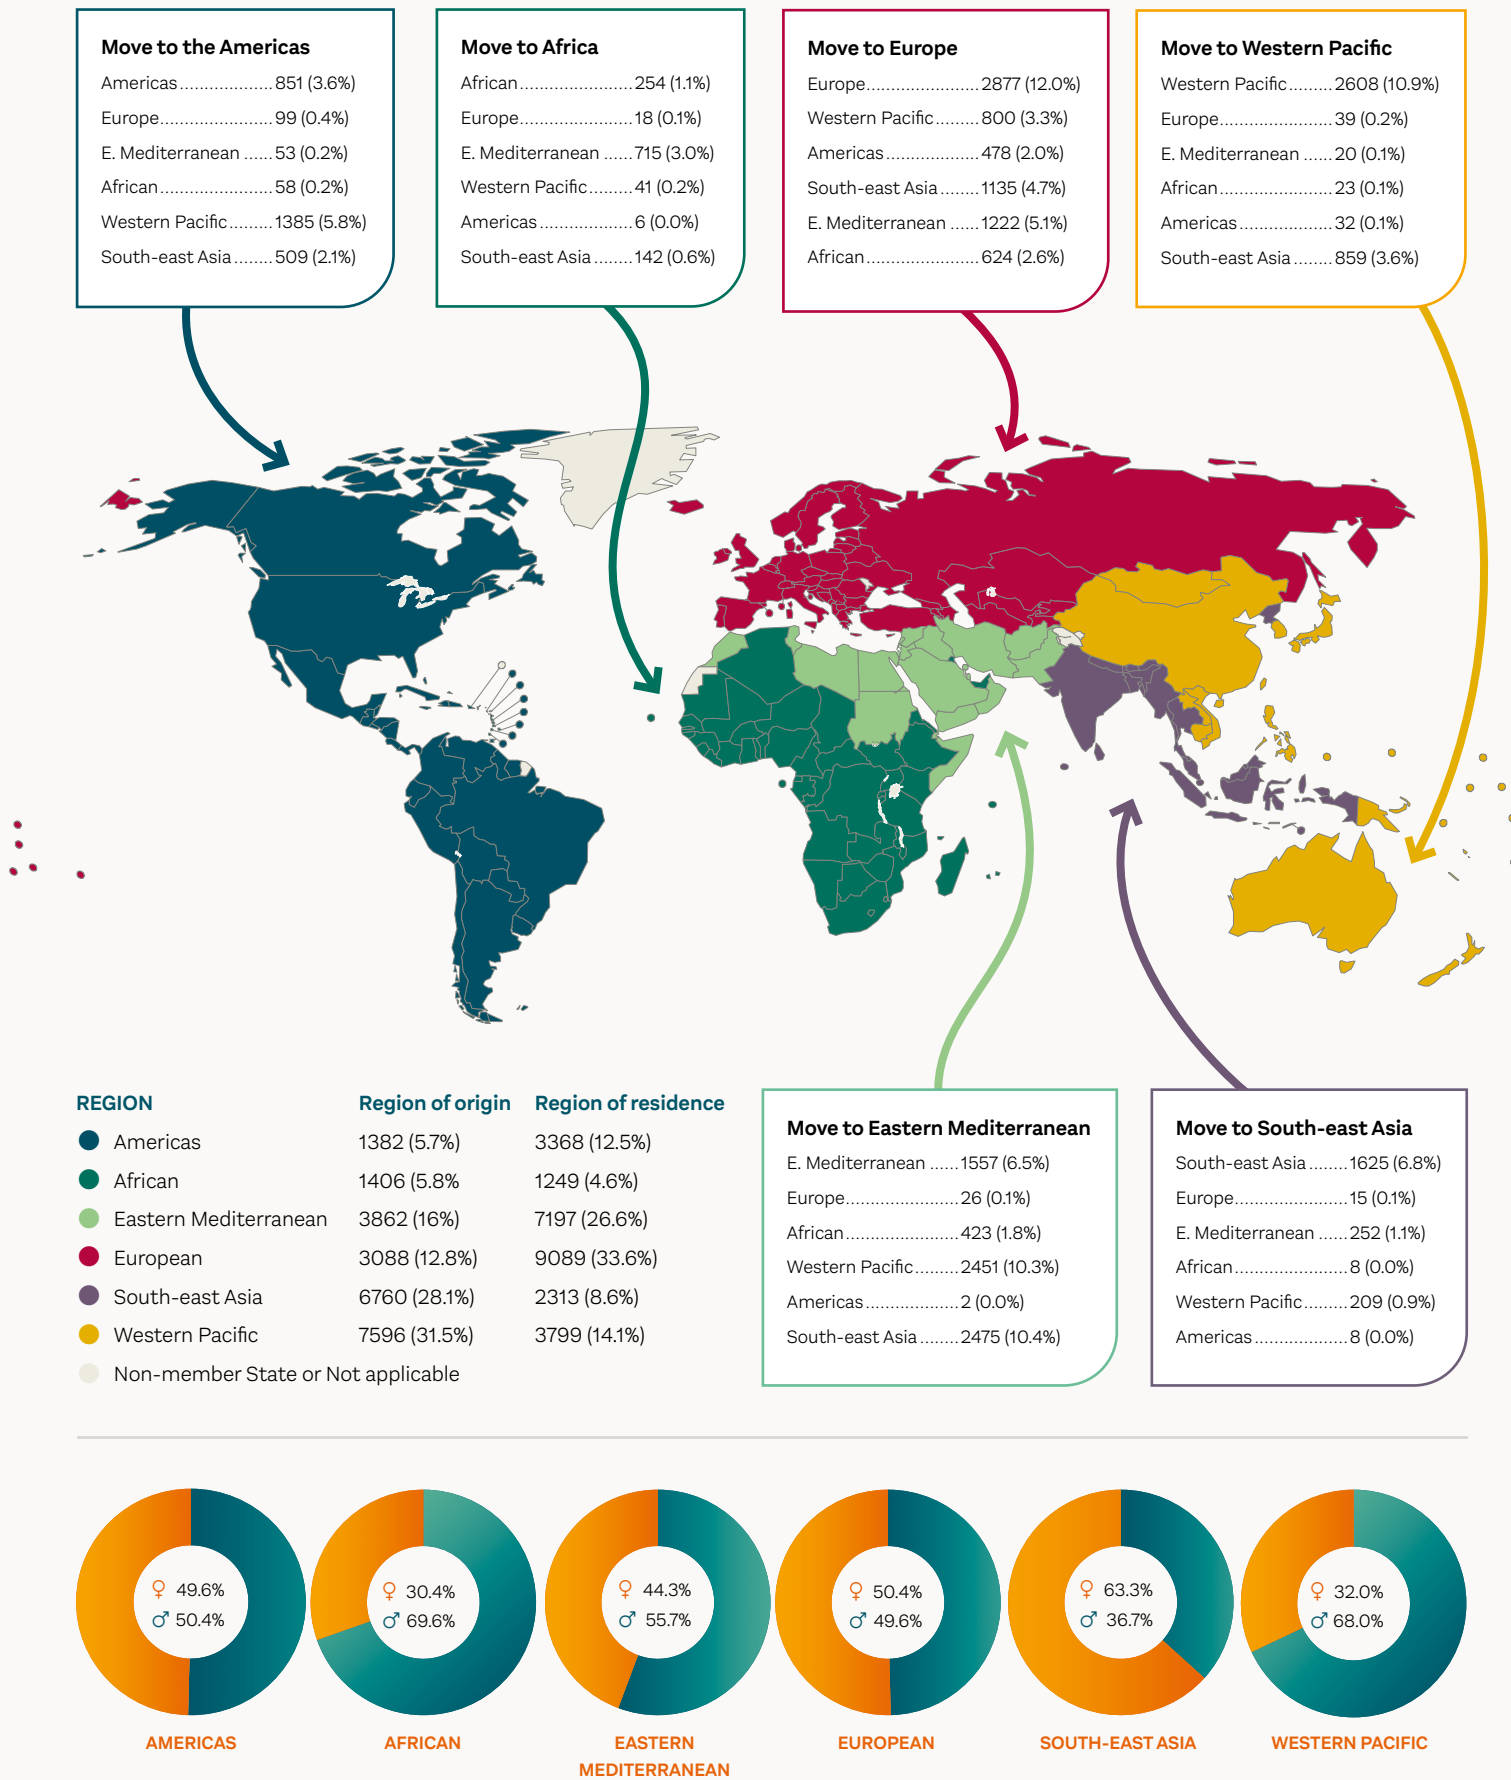 Move to the Americas
Americas...................851 (3.6%)
Europe.......................99 (0.4%)
E. Mediterranean ......53 (0.2%)
African.......................58 (0.2%)
Western Pacific.........1385 (5.8%)
South-east Asia........509 (2.1%)
Move to Africa
African.......................254 (1.1%)
Europe.......................18 (0.1%)
E. Mediterranean ......715 (3.0%)
Western Pacific.........41 (0.2%)
Americas...................6 (0.0%)
South-east Asia........142 (0.6%)
Move to Europe
Europe.......................2877 (12.0%)
Western Pacific.........800 (3.3%)
Americas...................478 (2.0%)
South-east Asia........1135 (4.7%)
E. Mediterranean ......1222 (5.1%)
African.......................624 (2.6%)
Move to Western Pacific
Western Pacific.........2608 (10.9%)
Europe.......................39 (0.2%)
E. Mediterranean ......20 (0.1%)
African.......................23 (0.1%)
Americas...................32 (0.1%)
South-east Asia ........859 (3.6%)
REGION Region of origin Region of residence
Americas 1382 (5.7%) 3368 (12.5%)
African 1406 (5.8% 1249 (4.6%)
Eastern Mediterranean 3862 (16%) 7197 (26.6%)
European 3088 (12.8%) 9089 (33.6%)
South-east Asia 6760 (28.1%) 2313 (8.6%)
Western Pacific 7596 (31.5%) 3799 (14.1%)
Non-member State or Not applicable
Move to Eastern Mediterranean
E. Mediterranean ......1557 (6.5%)
Europe.......................26 (0.1%)
African.......................423 (1.8%)
Western Pacific.........2451 (10.3%)
Americas...................2 (0.0%)
South-east Asia ........2475 (10.4%)
Move to South-east Asia
South-east Asia ........1625 (6.8%)
Europe.......................15 (0.1%)
E. Mediterranean ......252 (1.1%)
African.......................8 (0.0%)
Western Pacific.........209 (0.9%)
Americas...................8 (0.0%)
♀ 49.6%
♂ 50.4%
AMERICAS
♀ 30.4%
♂ 69.6%
AFRICAN
♀ 44.3%
♂ 55.7%
EASTERN
MEDITERRANEAN
♀ 50.4%
♂ 49.6%
EUROPEAN
♀ 63.3%
♂ 36.7%
SOUTH-EAST ASIA
♀ 32.0%
♂ 68.0%
WESTERN PACIFIC